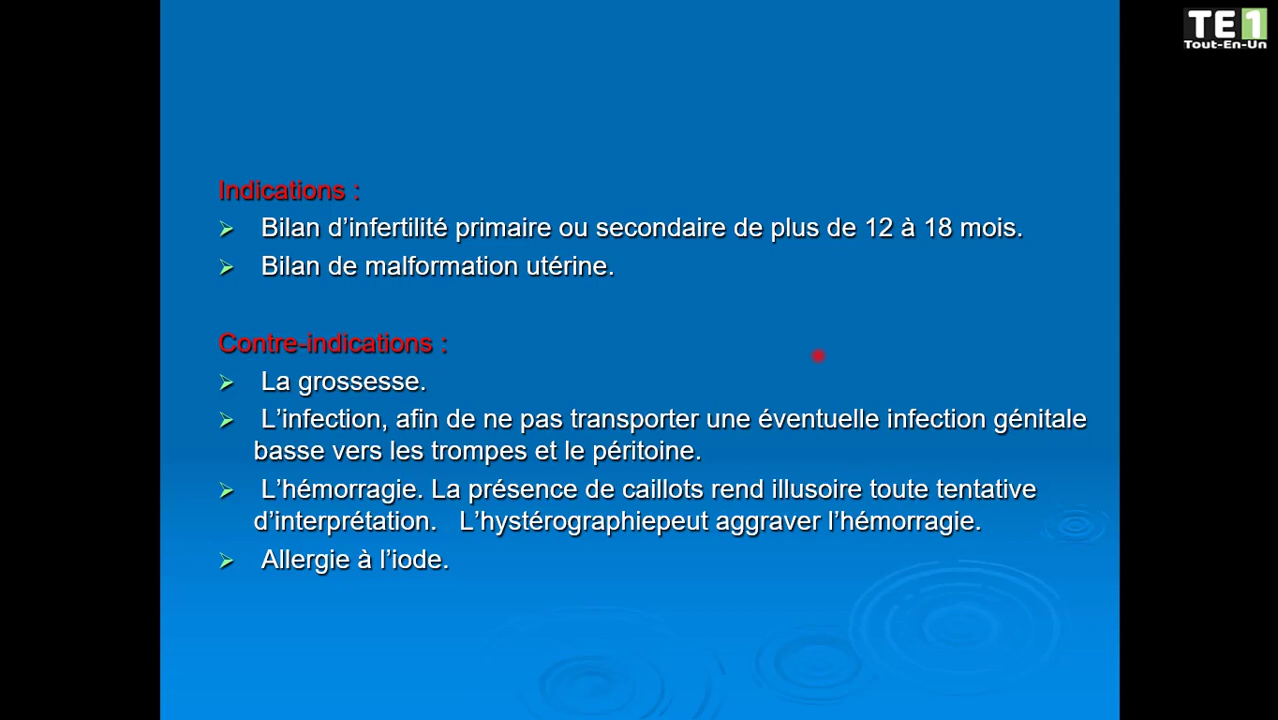 TE1
Tout-En-Un
Indications :
Bilan d’infertilité primaire ou secondaire de plus de 12 à 18 mois.
Bilan de malformation utérine.
Contre-indications :
La grossesse.
L’infection, afin de ne pas transporter une éventuelle infection génitale
basse vers les trompes et le péritoine.
L’hémorragie. La présence de caillots rend illusoire toute tentative
d’interprétation. L’hystérographiepeut aggraver l’hémorragie.
Allergie à l’iode.